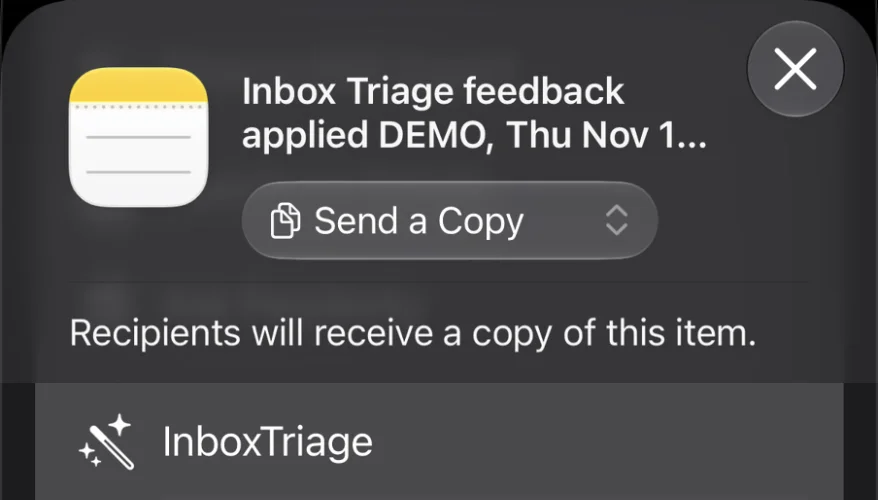 Inbox Triage feedback
applied DEMO, Thu Nov 1...
Send a Copy
Recipients will receive a copy of this item.
InboxTriage